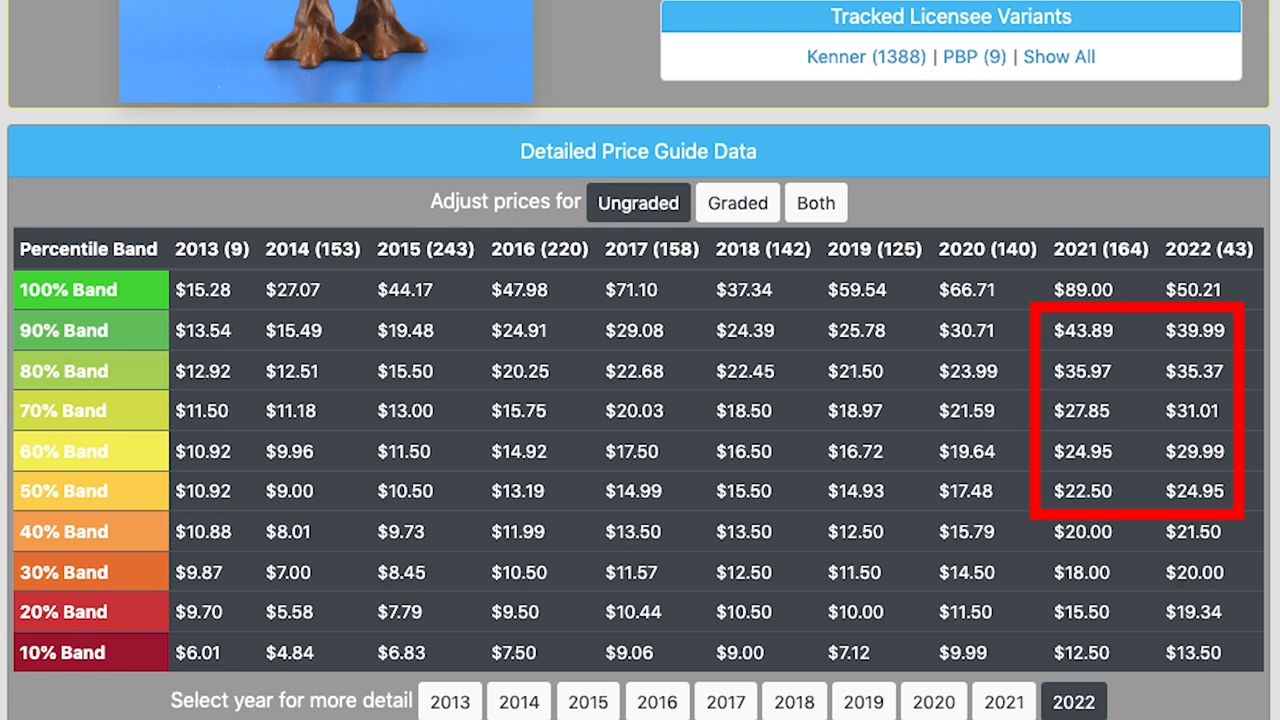 Tracked Licensee Variants
Kenner (1388) | PBP (9) | Show All
Detailed Price Guide Data
Adjust prices for Ungraded Graded Both
Percentile Band 2013 (9) 2014 (153) 2015 (243) 2016 (220) 2017 (158) 2018 (142) 2019 (125) 2020 (140) 2021 (164) 2022 (43)
100% Band $15.28 $27.07 $44.17 $47.98 $71.10 $37.34 $59.54 $66.71 $89.00 $50.21
90% Band $13.54 $15.49 $19.48 $24.91 $29.08 $24.39 $25.78 $30.71 $43.89 $39.99
80% Band $12.92 $12.51 $15.50 $20.25 $22.68 $22.45 $21.50 $23.99 $35.97 $35.37
70% Band $11.50 $11.18 $13.00 $15.75 $20.03 $18.50 $18.97 $21.59 $27.85 $31.01
60% Band $10.92 $9.96 $11.50 $14.92 $17.50 $16.50 $16.72 $19.64 $24.95 $29.99
50% Band $10.92 $9.00 $10.50 $13.19 $14.99 $15.50 $14.93 $17.48 $22.50 $24.95
40% Band $10.88 $8.01 $9.73 $11.99 $13.50 $13.50 $12.50 $15.79 $20.00 $21.50
30% Band $9.87 $7.00 $8.45 $10.50 $11.57 $12.50 $11.50 $14.50 $18.00 $20.00
20% Band $9.70 $5.58 $7.79 $9.50 $10.44 $10.50 $10.00 $11.50 $15.50 $19.34
10% Band $6.01 $4.84 $6.83 $7.50 $9.06 $9.00 $7.12 $9.99 $12.50 $13.50
Select year for more detail 2013 2014 2015 2016 2017 2018 2019 2020 2021 2022